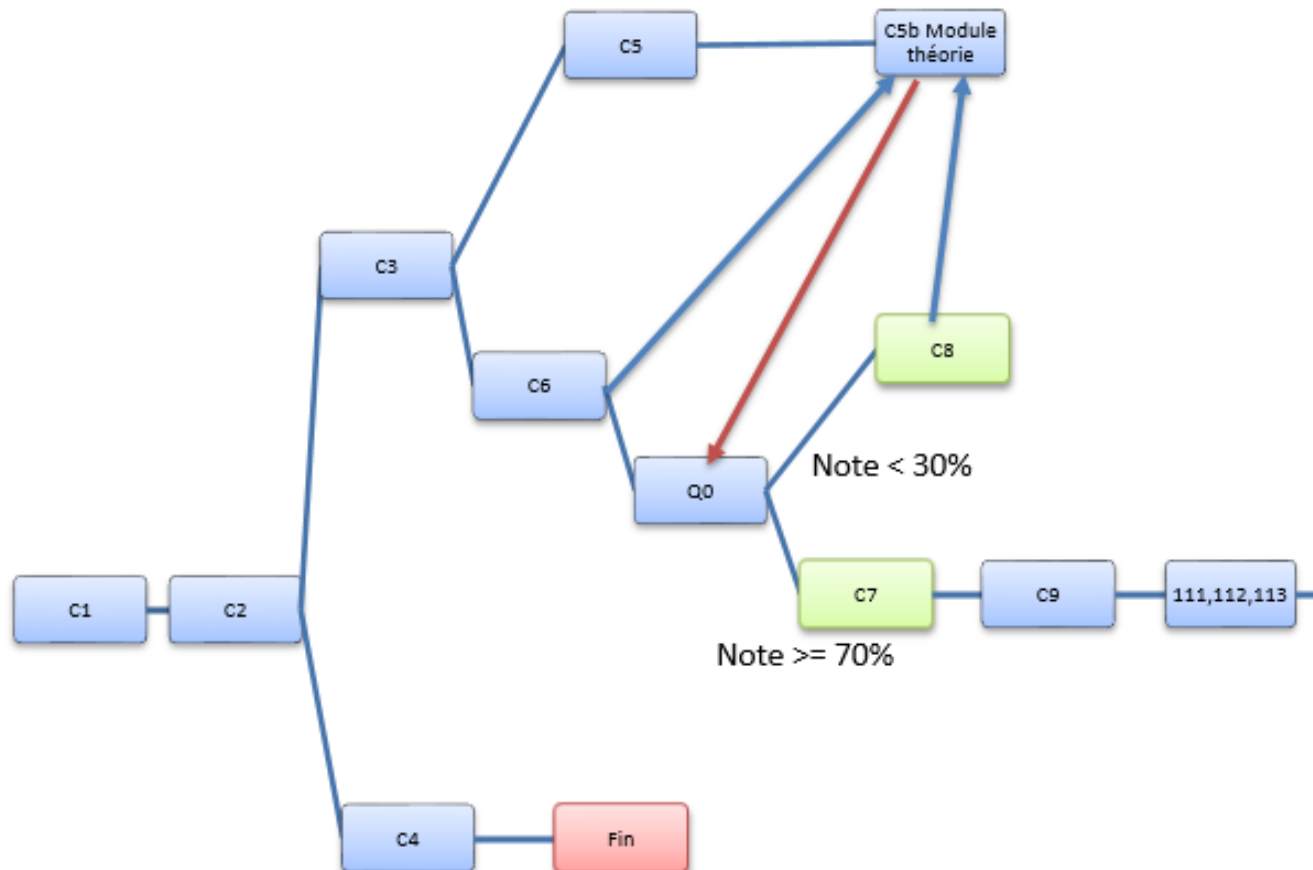 C5
C5b Module
théorie
C3
C6
C8
Note < 30%
Q0
C1
C2
C7
C9
111,112,113
Note >= 70%
C4
Fin